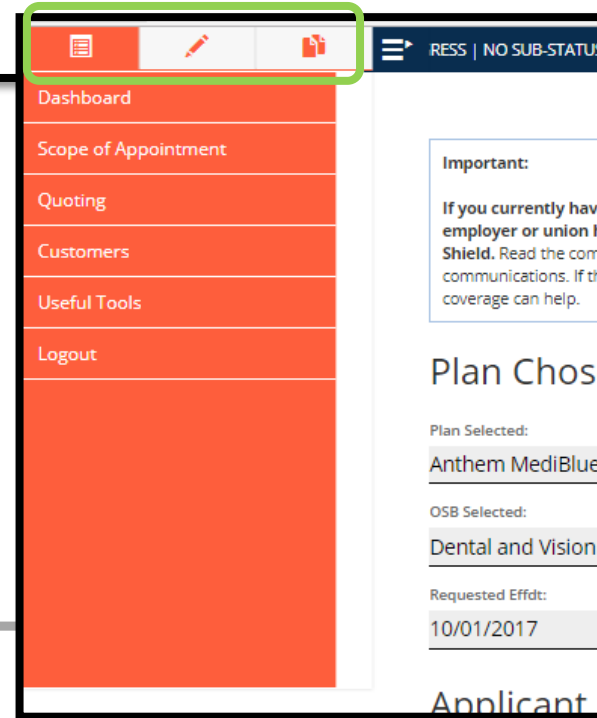 RESS | NO SUB-STATUS
Dashboard
Scope of Appointment
Quoting
Customers
Useful Tools
Logout
Important:
If you currently hav
employer or union
Shield. Read the com
communications. If th
coverage can help.
Plan Chos
Plan Selected:
Anthem MediBlue
OSB Selected:
Dental and Vision
Requested Effdt:
10/01/2017
Applicant